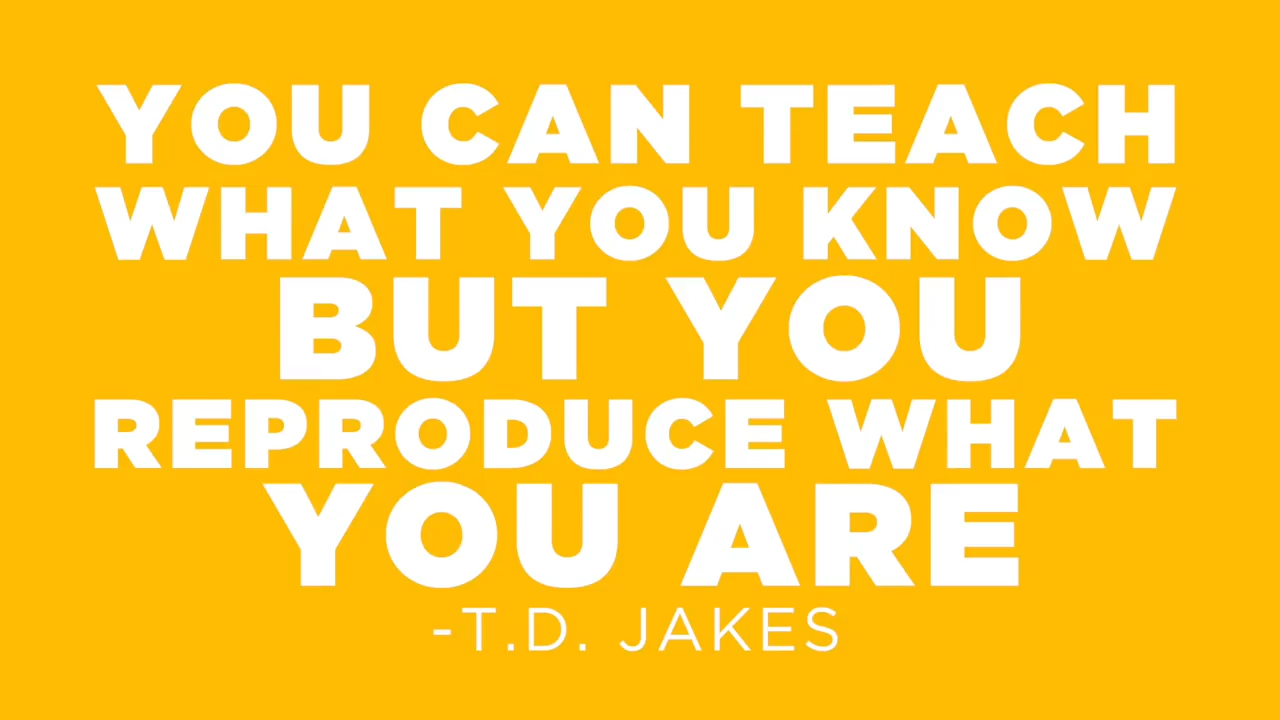 YOU CAN TEACH
WHAT YOU KNOW
BUT YOU
REPRODUCE WHAT
YOU ARE
-T.D. JAKES